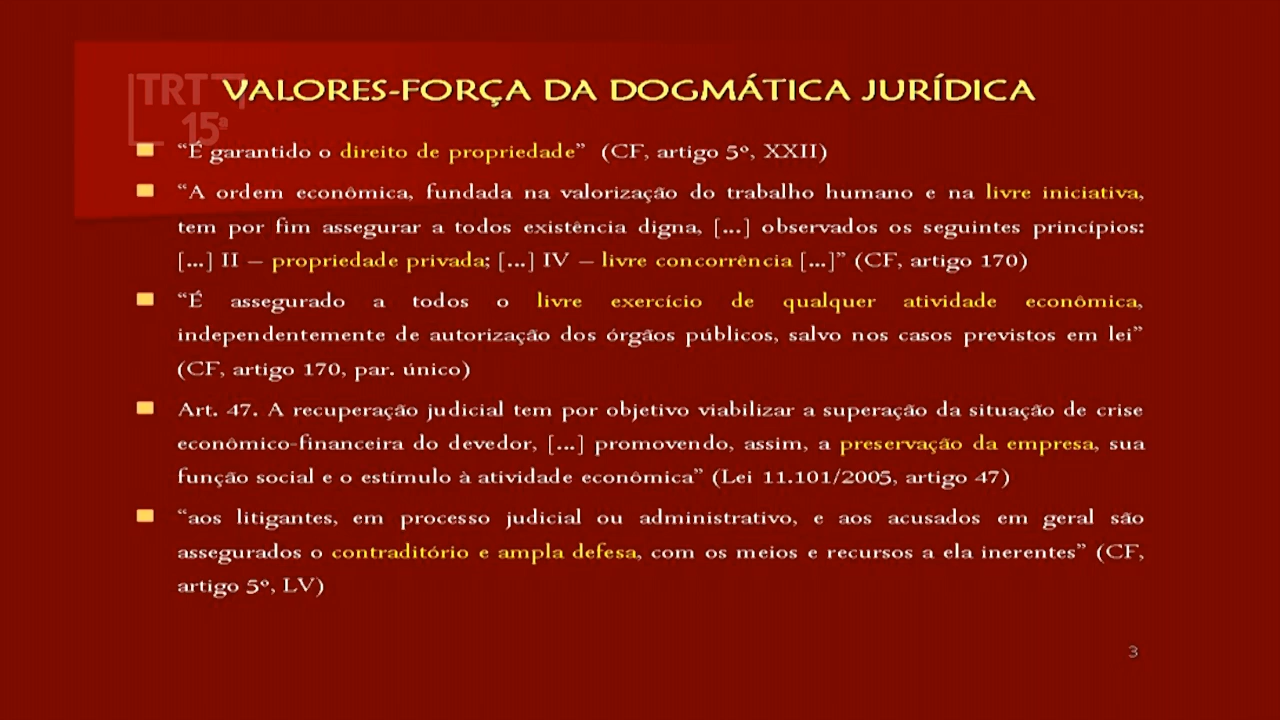 TRT
15ª
VALORES-FORÇA DA DOGMÁTICA JURÍDICA
“É garantido o direito de propriedade” (CF, artigo 5º, XXII)
“A ordem econômica, fundada na valorização do trabalho humano e na livre iniciativa,
tem por fim assegurar a todos existência digna, [...] observados os seguintes princípios:
[...] II – propriedade privada; [...] IV – livre concorrência [...]” (CF, artigo 170)
“É assegurado a todos o livre exercício de qualquer atividade econômica,
independentemente de autorização dos órgãos públicos, salvo nos casos previstos em lei”
(CF, artigo 170, par. único)
Art. 47. A recuperação judicial tem por objetivo viabilizar a superação da situação de crise
econômico-financeira do devedor, [...] promovendo, assim, a preservação da empresa, sua
função social e o estímulo à atividade econômica” (Lei 11.101/2005, artigo 47)
“aos litigantes, em processo judicial ou administrativo, e aos acusados em geral são
assegurados o contraditório e ampla defesa, com os meios e recursos a ela inerentes” (CF,
artigo 5º, LV)
3